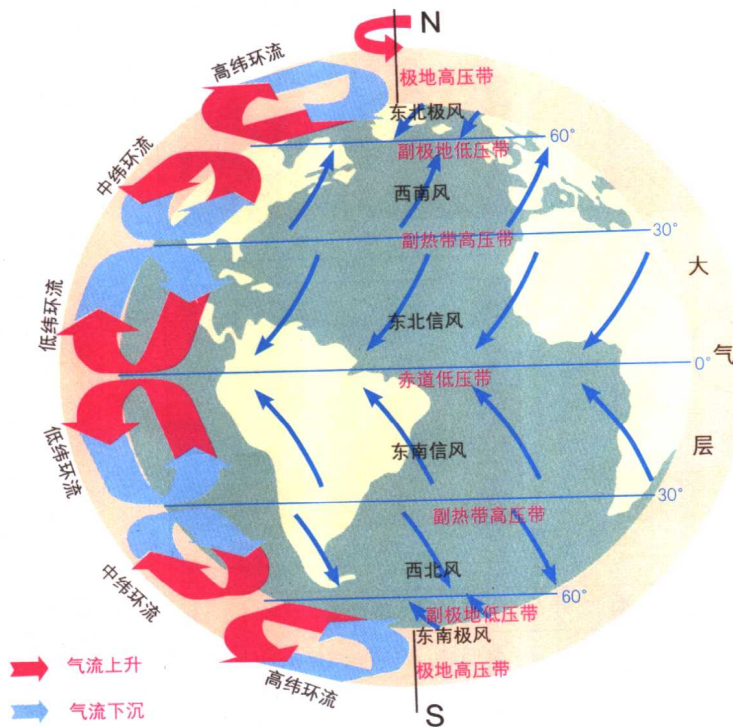 N
高纬环流
极地高压带
东北极风
60°
副极地低压带
中纬环流
西南风
30°
副热带高压带
大
气
层
低纬环流
东北信风
0°
赤道低压带
低纬环流
东南信风
30°
副热带高压带
中纬环流
西北风
60°
副极地低压带
东南极风
高纬环流
极地高压带
S
气流上升
气流下沉